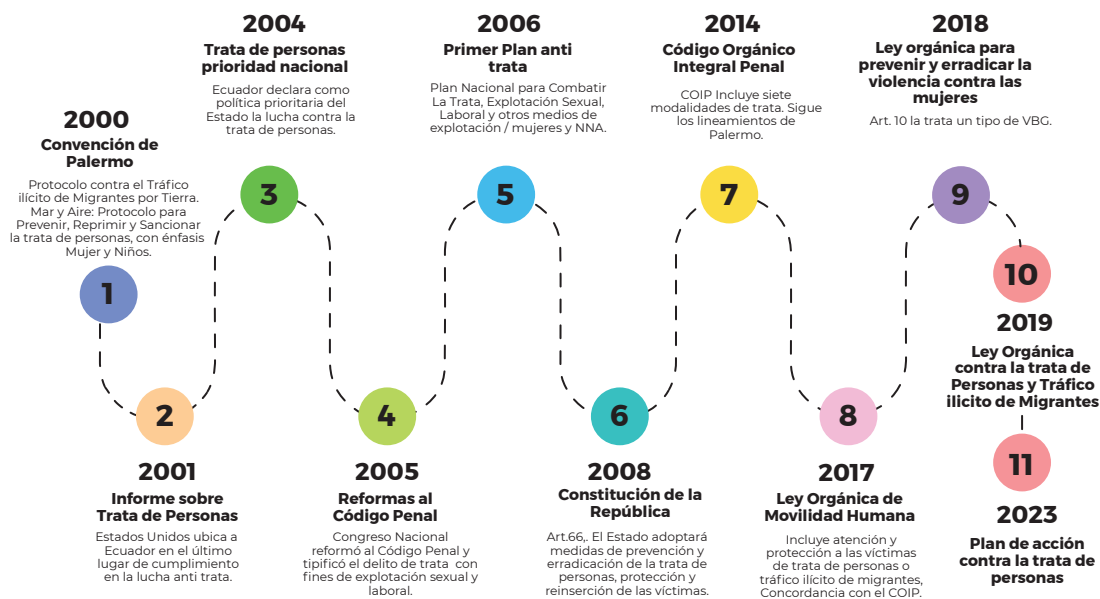 2000
Convención de
Palermo
Protocolo contra el Tráfico
ilícito de Migrantes por Tierra.
Mar y Aire: Protocolo para
Prevenir, Reprimir y Sancionar
la trata de personas, con énfasis
Mujer y Niños.
1
2
2001
Informe sobre
Trata de Personas
Estados Unidos ubica a
Ecuador en el último
lugar de cumplimiento
en la lucha anti trata.
2004
Trata de personas
prioridad nacional
Ecuador declara como
política prioritaria del
Estado la lucha contra la
trata de personas.
3
4
2005
Reformas al
Código Penal
Congreso Nacional
reformó al Código Penal y
tipificó el delito de trata con
fines de explotación sexual y
laboral.
2006
Primer Plan anti
trata
Plan Nacional para Combatir
La Trata, Explotación Sexual,
Laboral y otros medios de
explotación / mujeres y NNA.
5
6
2008
Constitución de la
República
Art.66,. El Estado adoptará
medidas de prevención y
erradicación de la trata de
personas, protección y
reinserción de las víctimas.
2014
Código Orgánico
Integral Penal
COIP Incluye siete
modalidades de trata. Sigue
los lineamientos de
Palermo.
7
8
2017
Ley Orgánica de
Movilidad Humana
Incluye atención y
protección a las víctimas
de trata de personas o
tráfico ilícito de migrantes,
Concordancia con el COIP.
2018
Ley orgánica para
prevenir y erradicar la
violencia contra las
mujeres
Art. 10 la trata un tipo de VBG.
9
10
2019
Ley Orgánica
contra la trata de
Personas y Tráfico
ilicito de Migrantes
11
2023
Plan de acción
contra la trata de
personas